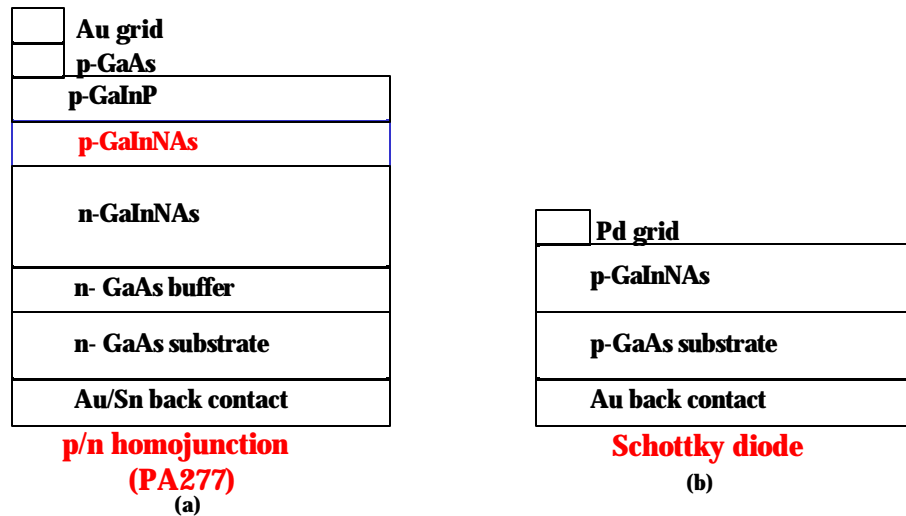 Au grid
p-GaAs
p-GaInP
p-GaInNAs
n-GaInNAs
n- GaAs buffer
n- GaAs substrate
Au/Sn back contact
p/n homojunction
(PA277)
(a)
Pd grid
p-GaInNAs
p-GaAs substrate
Au back contact
Schottky diode
(b)